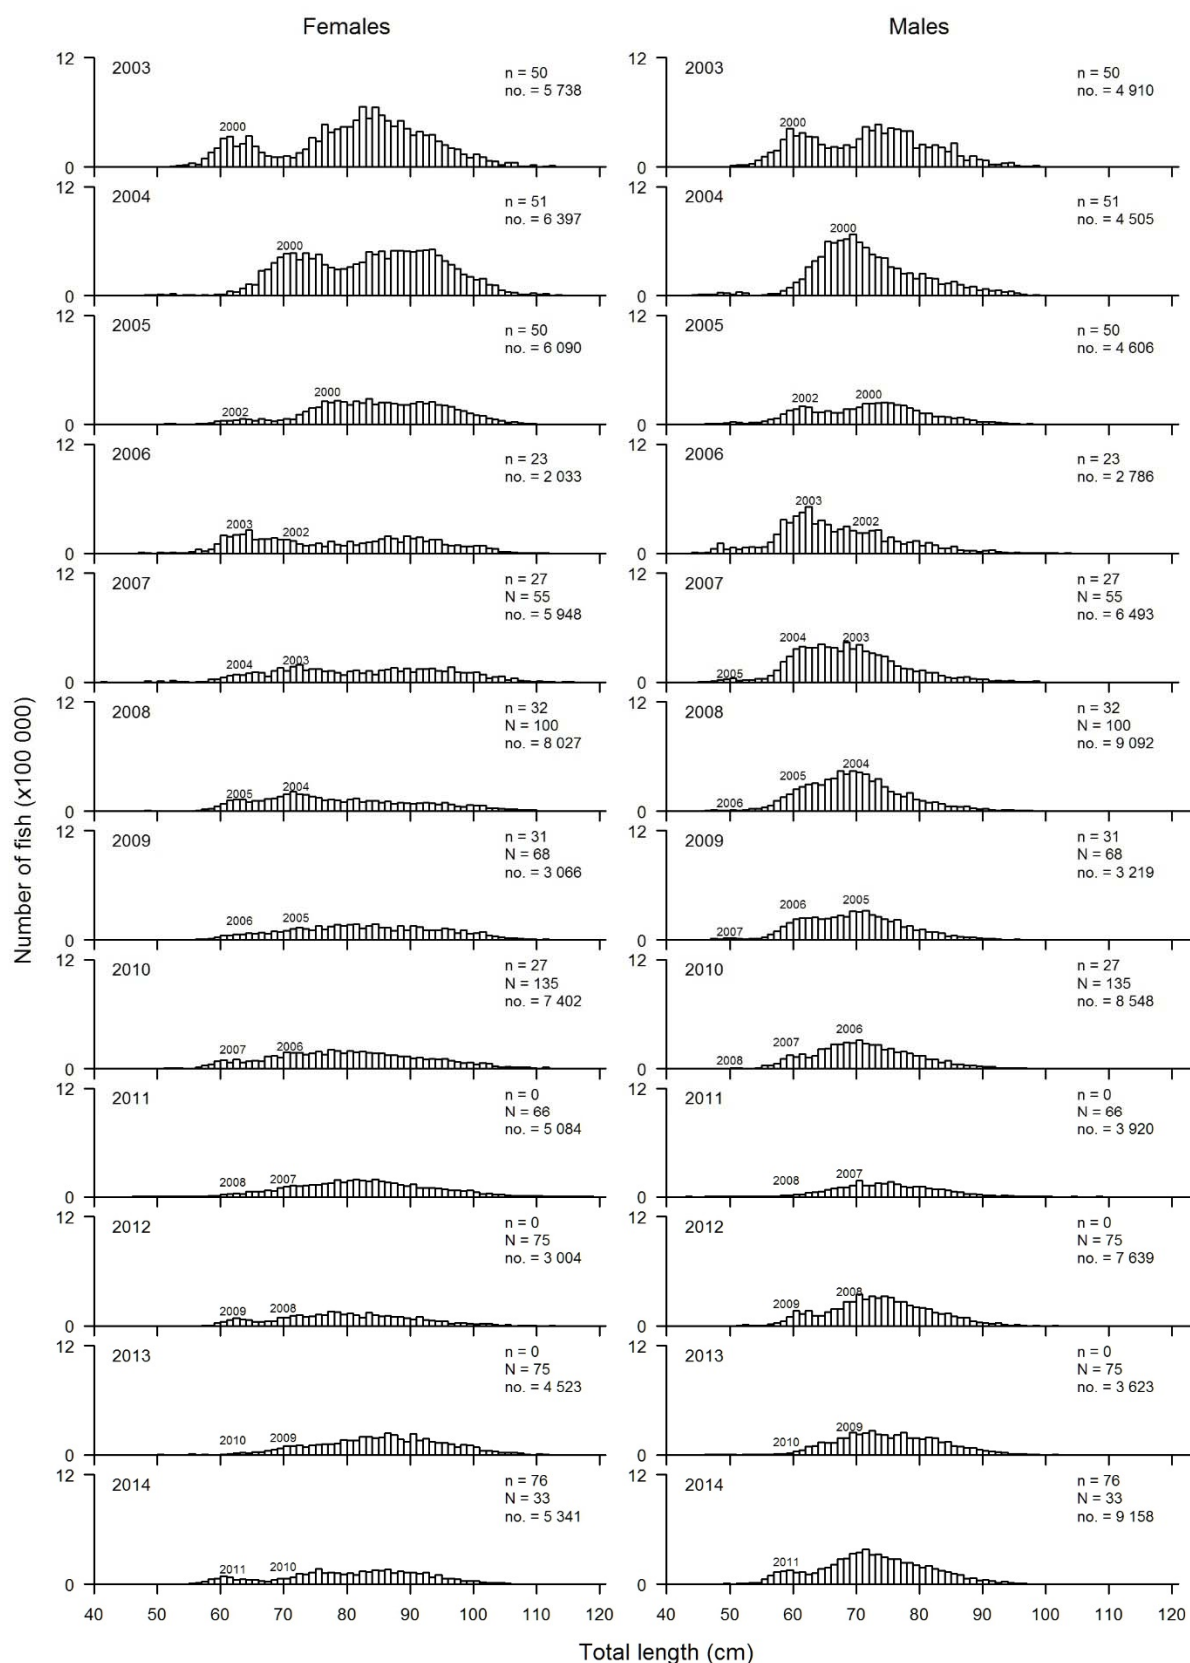 Females Males
12 2003 n = 50 12 2003 n = 50
no. = 5 738 no. = 4 910
2000 2000
0 0
12 2004 n = 51 12 2004 n = 51
no. = 6 397 no. = 4 505
2000 2000
0 0
12 2005 n = 50 12 2005 n = 50
no. = 6 090 no. = 4 606
2002 2000 2002 2000
0 0
12 2006 n = 23 12 2006 n = 23
no. = 2 033 no. = 2 786
2003 2002 2003 2002
0 0
12 2007 n = 27 12 2007 n = 27
N = 55 N = 55
no. = 5 948 no. = 6 493
2004 2003 2005 2004 2003
0 0
12 2008 n = 32 12 2008 n = 32
N = 100 N = 100
no. = 8 027 no. = 9 092
2005 2004 2006 2005 2004
0 0
12 2009 n = 31 12 2009 n = 31
N = 68 N = 68
no. = 3 066 no. = 3 219
2006 2005 2007 2006 2005
0 0
12 2010 n = 27 12 2010 n = 27
N = 135 N = 135
no. = 7 402 no. = 8 548
2007 2006 2008 2007 2006
0 0
12 2011 n = 0 12 2011 n = 0
N = 66 N = 66
no. = 5 084 no. = 3 920
2008 2007 2008 2007
0 0
12 2012 n = 0 12 2012 n = 0
N = 75 N = 75
no. = 3 004 no. = 7 639
2009 2008 2009 2008
0 0
12 2013 n = 0 12 2013 n = 0
N = 75 N = 75
no. = 4 523 no. = 3 623
2010 2009 2010 2009
0 0
12 2014 n = 76 12 2014 n = 76
N = 33 N = 33
no. = 5 341 no. = 9 158
2011 2010 2011
0 0
40 50 60 70 80 90 100 110 120 40 50 60 70 80 90 100 110 120
Number of fish (x100 000)
Total length (cm)